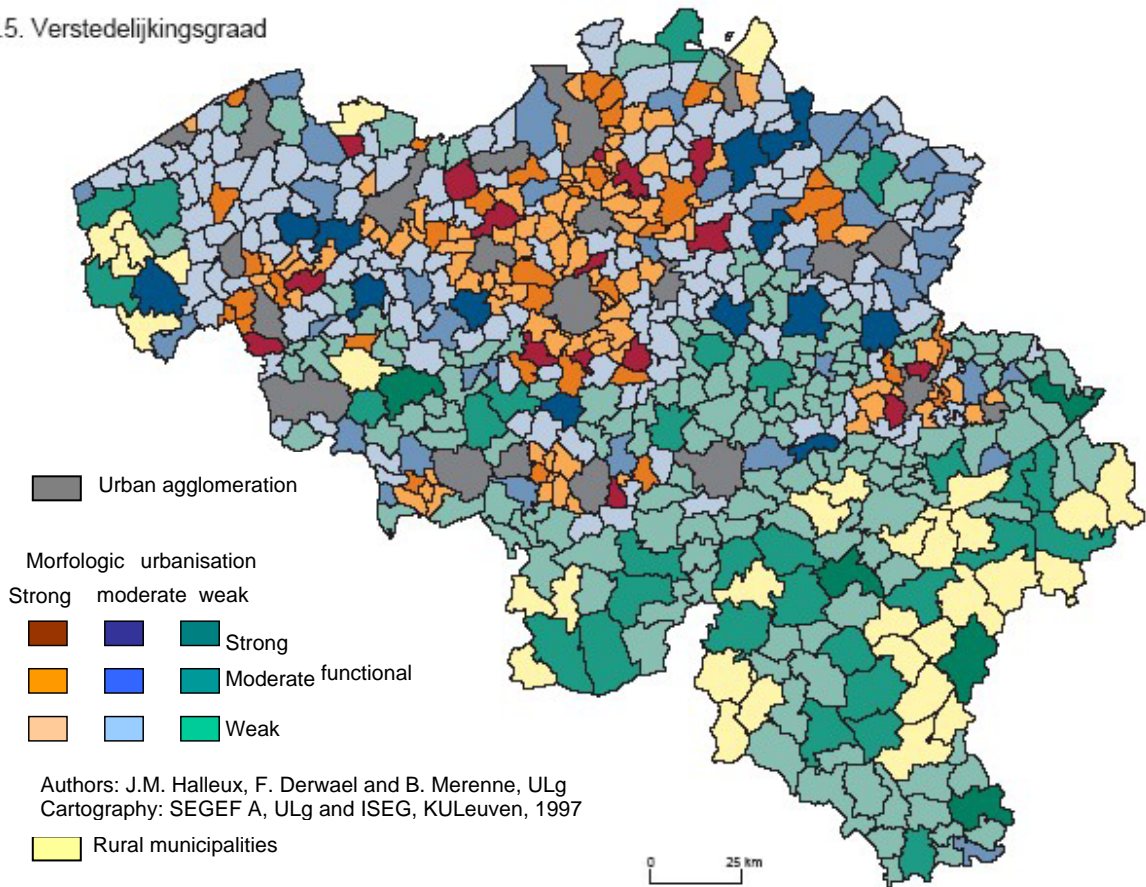 .5. Verstedelijkingsgraad
Urban agglomeration
Morfologic urbanisation
Strong moderate weak
Strong
Moderate functional
Weak
Authors: J.M. Halleux, F. Derwael and B. Merenne, ULg
Cartography: SEGEF A, ULg and ISEG, KULeuven, 1997
Rural municipalities
0 25 km